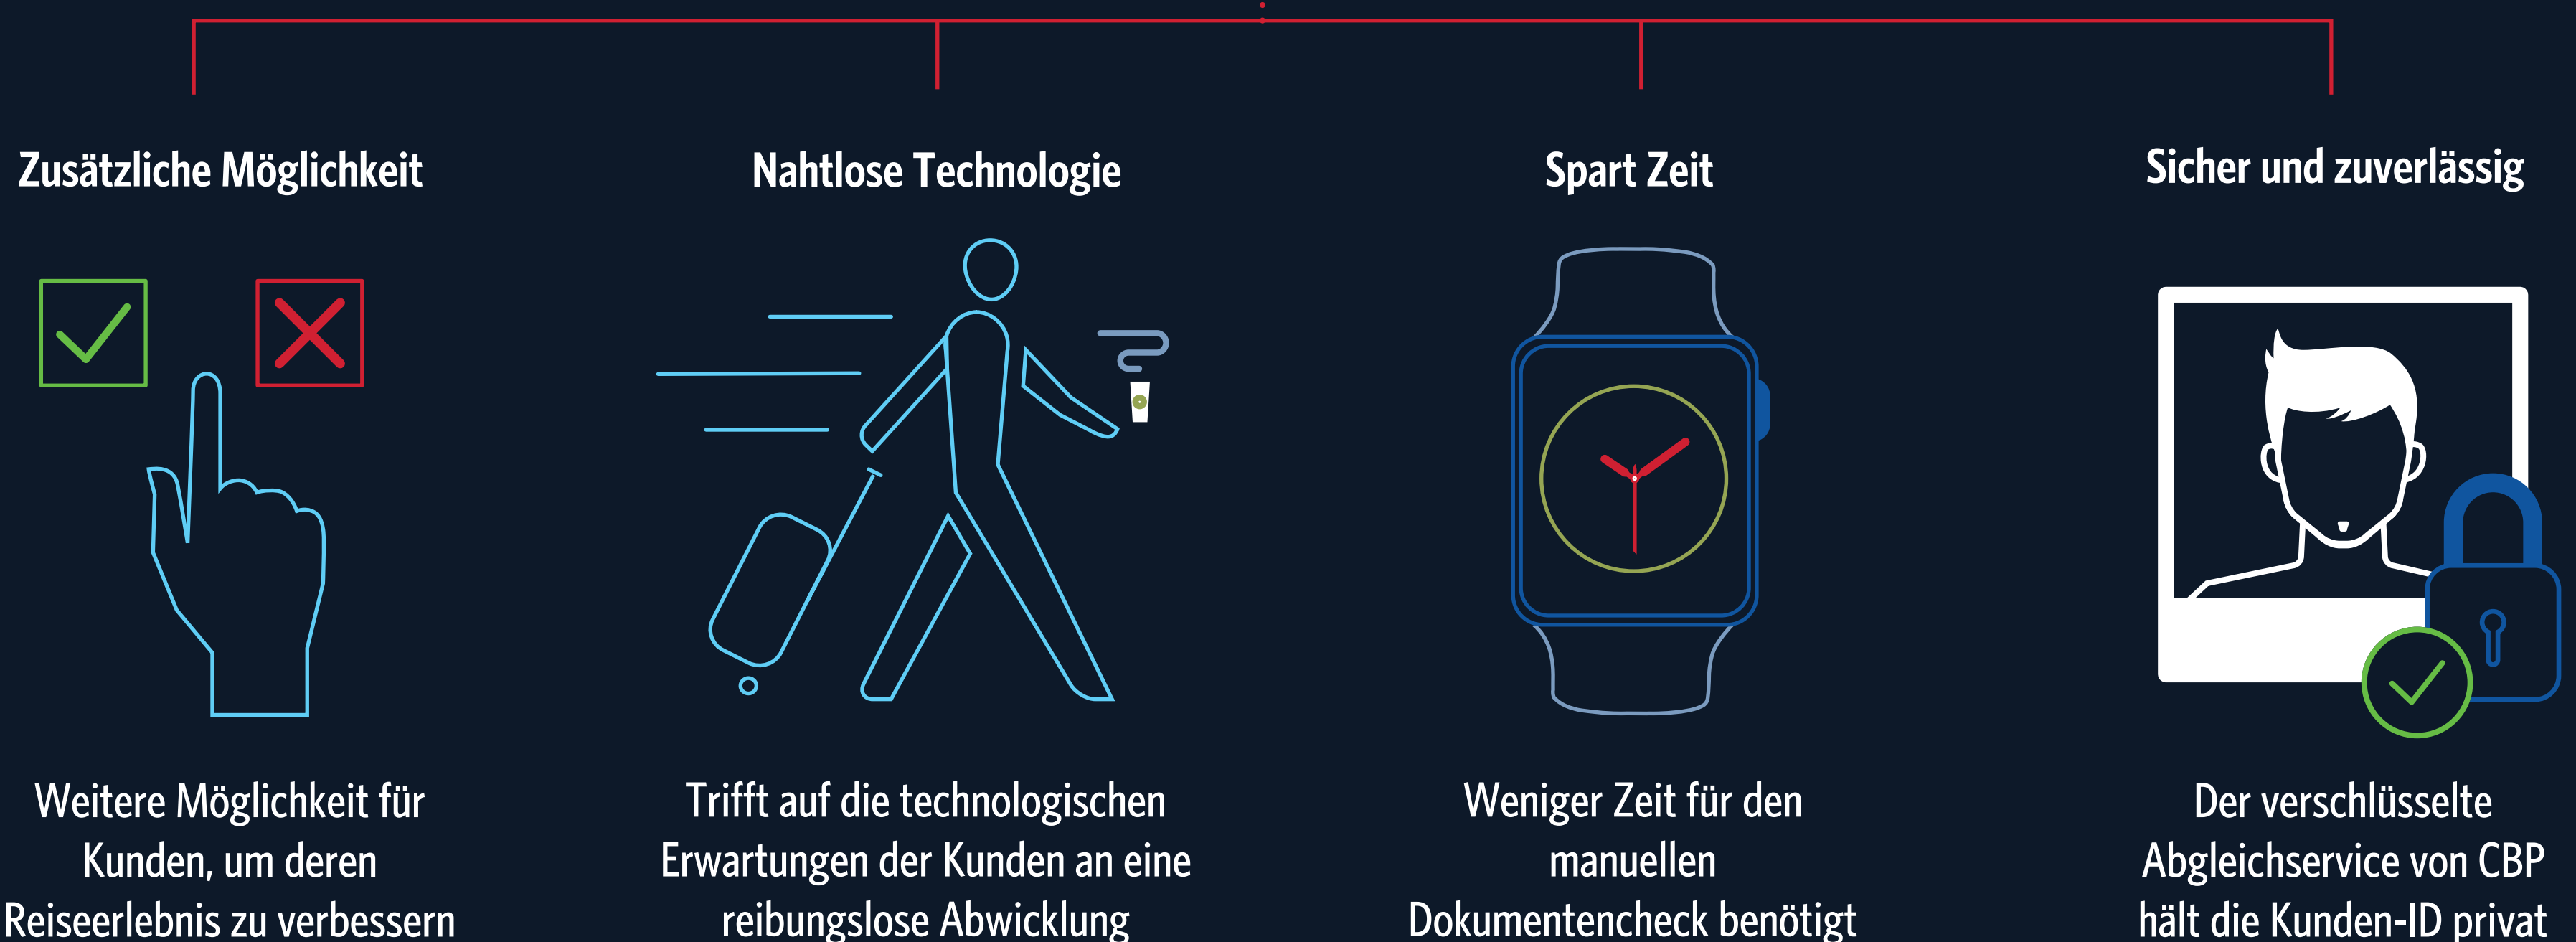 Zusätzliche Möglichkeit
Weitere Möglichkeit für
Kunden, um deren
Reiseerlebnis zu verbessern
Nahtlose Technologie
Trifft auf die technologischen
Erwartungen der Kunden an eine
reibungslose Abwicklung
Spart Zeit
Weniger Zeit für den
manuellen
Dokumentencheck benötigt
Sicher und zuverlässig
Der verschlüsselte
Abgleichservice von CBP
hält die Kunden-ID privat